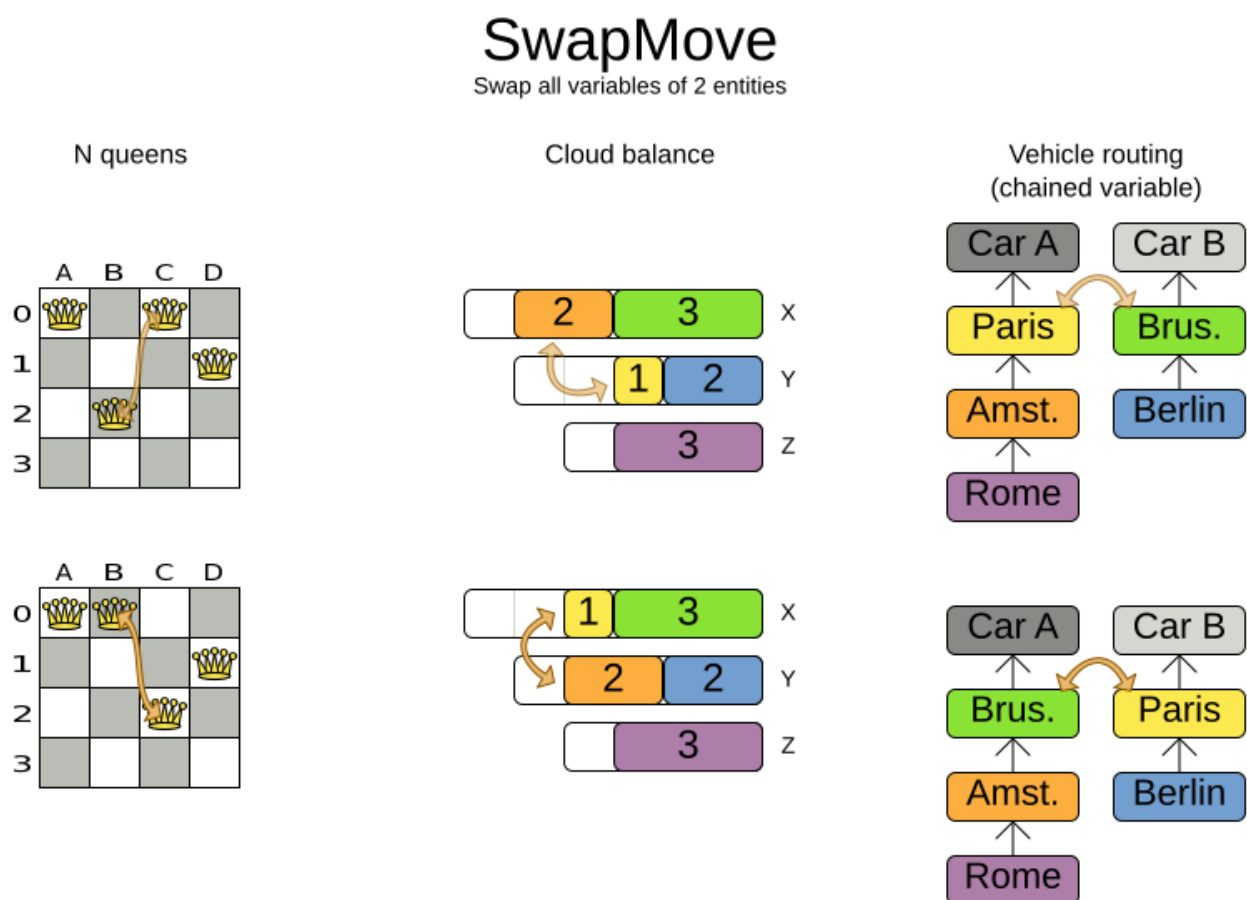 SwapMove
Swap all variables of 2 entities
N queens
A B C D
0
1
2
3
A B C D
0
1
2
3
Cloud balance
2 3 X
1 2 Y
3 Z
1 3 X
2 2 Y
3 Z
Vehicle routing
(chained variable)
Car A Car B
Paris Brus.
Amst. Berlin
Rome
Car A Car B
Brus. Paris
Amst. Berlin
Rome